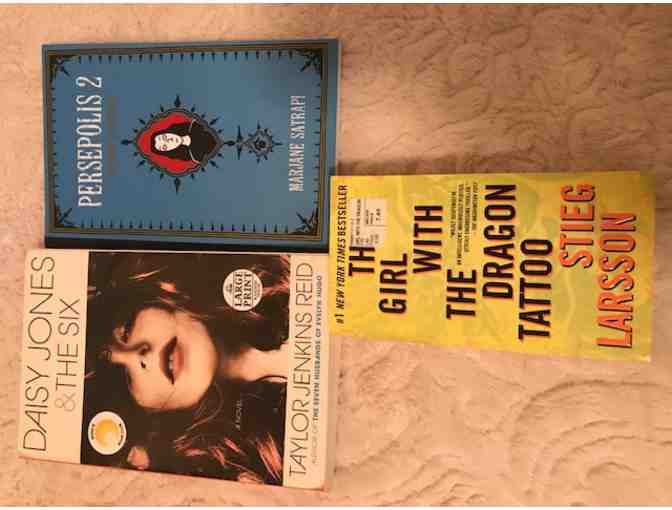 PERSEPOLIS 2
MARJANE SATRAPI
DAISY JONES
& THE SIX
LARGE
PRINT
A NOVEL
TAYLOR JENKINS REID
AUTHOR OF THE SEVEN HUSBANDS OF EVELYN HUGO
#1 NEW YORK TIMES BESTSELLER
GIRL
WITH
THE
DRAGON
TATTOO
STIEG
LARSSON